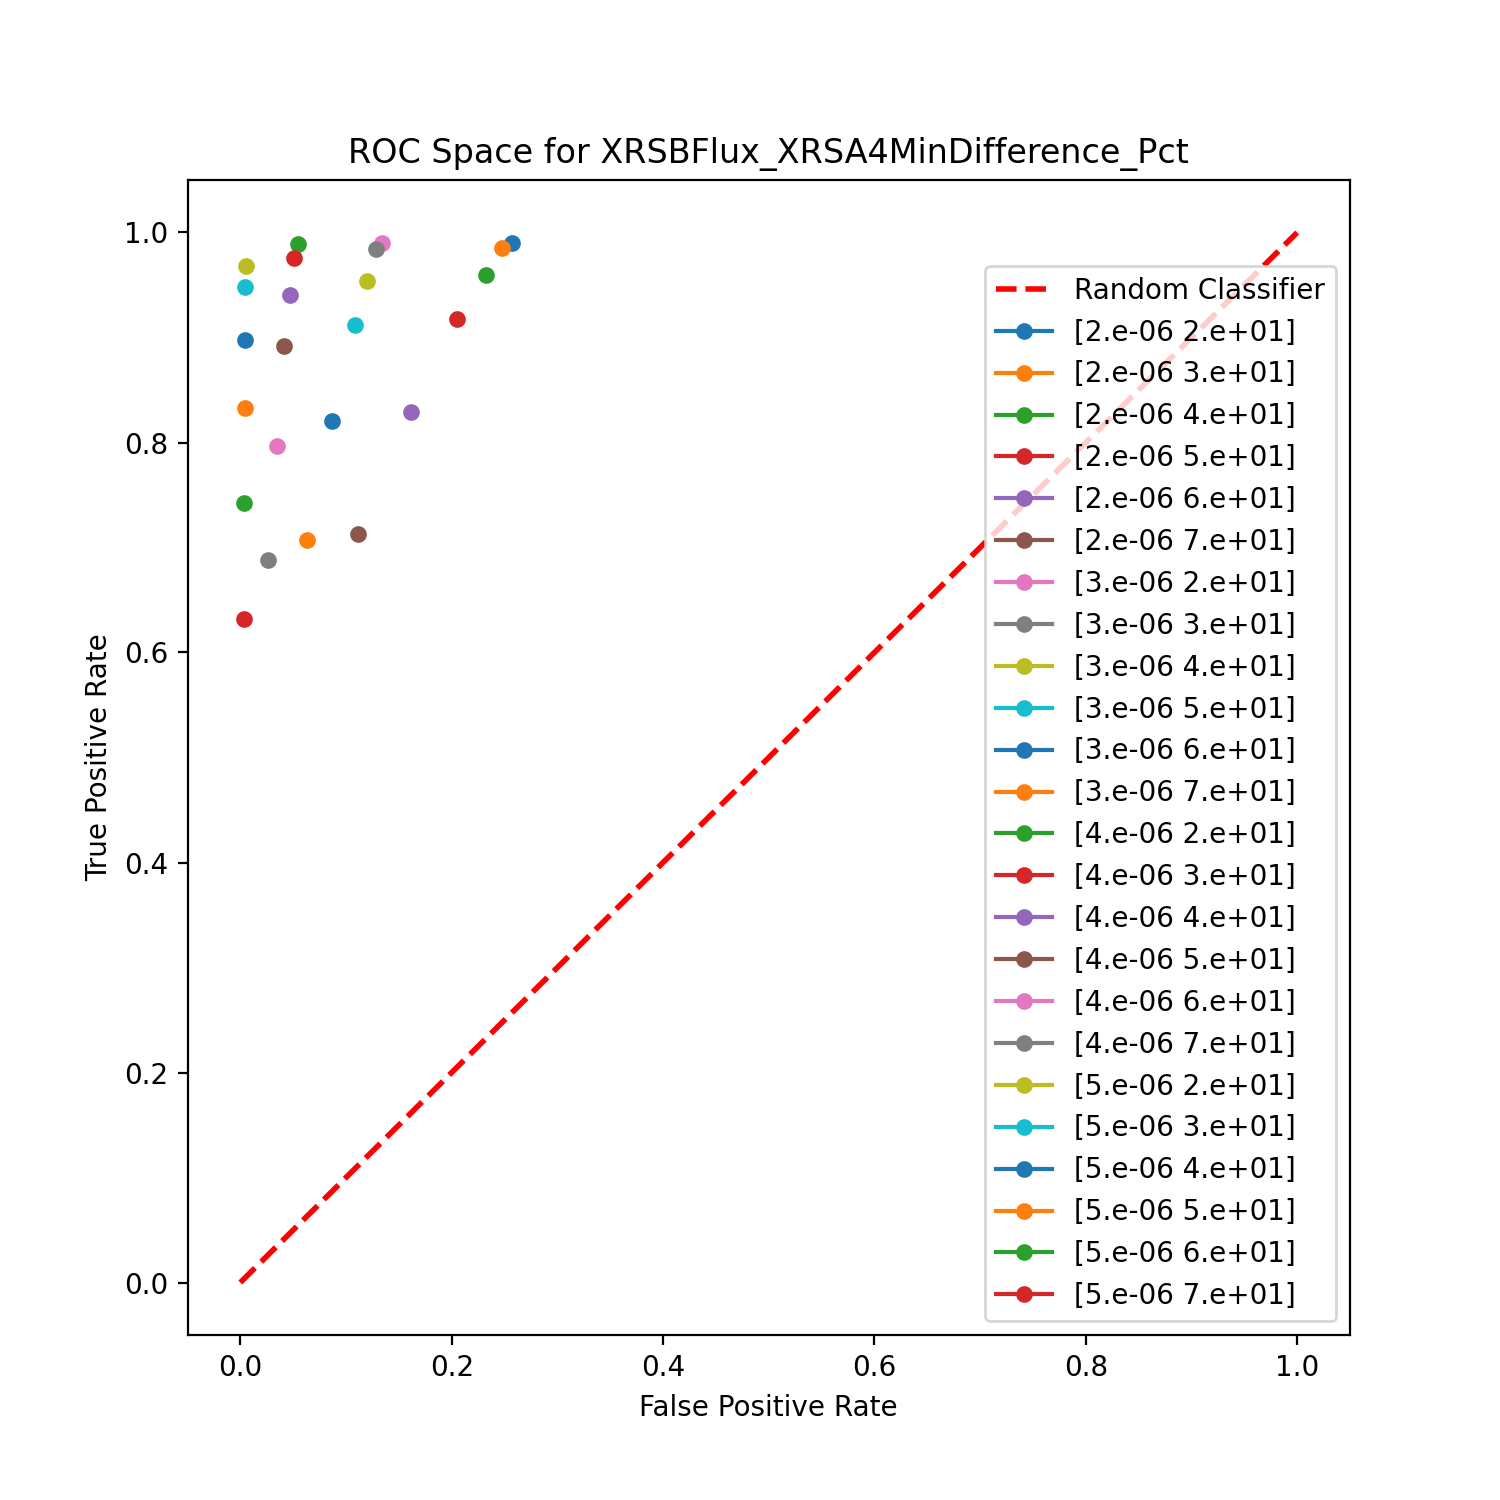 ROC Space for XRSBFlux_XRSA4MinDifference_Pct
True Positive Rate
1.0
0.8
0.6
0.4
0.2
0.0
Random Classifier
[2.e-06 2.e+01]
[2.e-06 3.e+01]
[2.e-06 4.e+01]
[2.e-06 5.e+01]
[2.e-06 6.e+01]
[2.e-06 7.e+01]
[3.e-06 2.e+01]
[3.e-06 3.e+01]
[3.e-06 4.e+01]
[3.e-06 5.e+01]
[3.e-06 6.e+01]
[3.e-06 7.e+01]
[4.e-06 2.e+01]
[4.e-06 3.e+01]
[4.e-06 4.e+01]
[4.e-06 5.e+01]
[4.e-06 6.e+01]
[4.e-06 7.e+01]
[5.e-06 2.e+01]
[5.e-06 3.e+01]
[5.e-06 4.e+01]
[5.e-06 5.e+01]
[5.e-06 6.e+01]
[5.e-06 7.e+01]
0.0 0.2 0.4 0.6 0.8 1.0
False Positive Rate